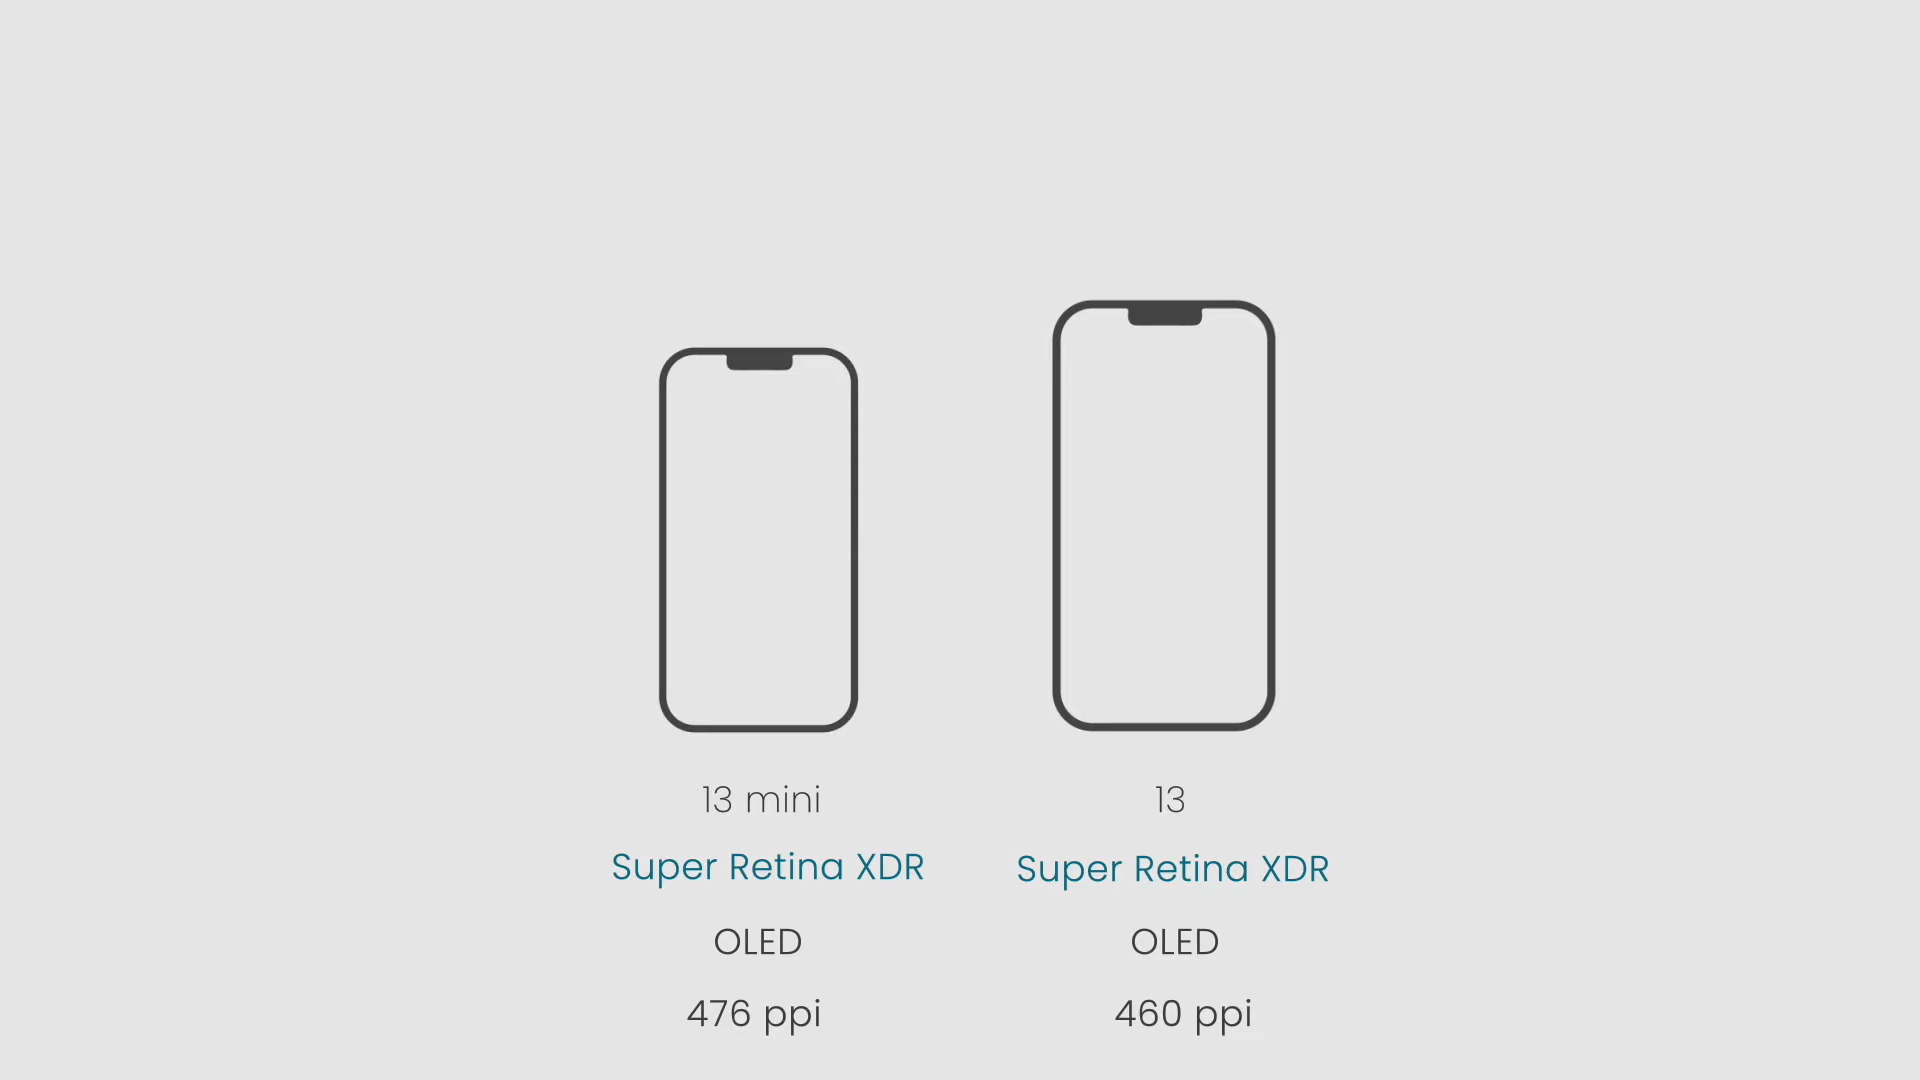 13 mini
Super Retina XDR
OLED
476 ppi
13
Super Retina XDR
OLED
460 ppi